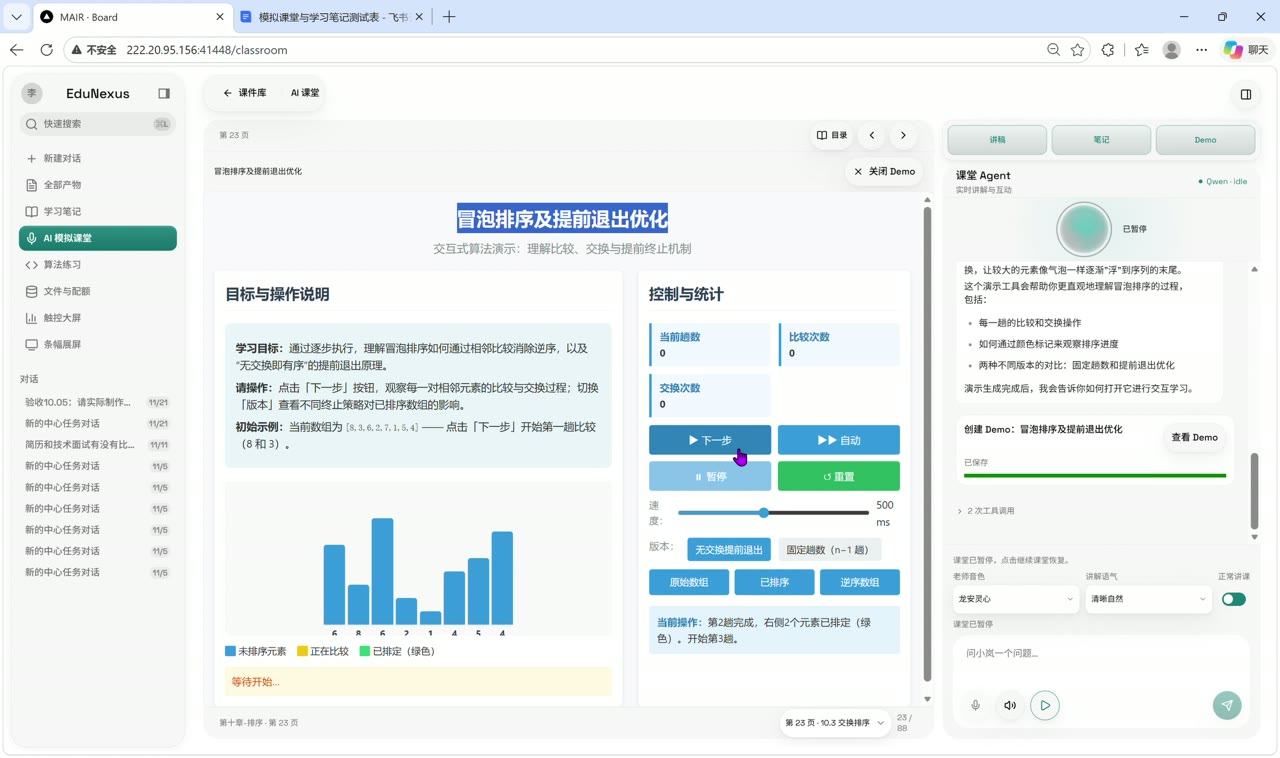 MAIR · Board
模拟课堂与学习笔记测试表 - 飞书
不安全
222.20.95.156:41448/classroom
聊天
李
EduNexus
快速搜索
⌘L
新建对话
全部产物
学习笔记
AI 模拟课堂
算法练习
文件与配额
触控大屏
条幅展屏
对话
验收10.05：请实际制作... 11/21
新的中心任务对话 11/21
简历和技术面试有没有比... 11/11
新的中心任务对话 11/5
新的中心任务对话 11/5
新的中心任务对话 11/5
新的中心任务对话 11/5
新的中心任务对话 11/5
新的中心任务对话 11/5
课件库
AI 课堂
第 23 页
目录
冒泡排序及提前退出优化
关闭 Demo
冒泡排序及提前退出优化
交互式算法演示：理解比较、交换与提前终止机制
目标与操作说明
学习目标：通过逐步执行，理解冒泡排序如何通过相邻比较消除逆序，以及
“无交换即有序”的提前退出原理。
请操作：点击「下一步」按钮，观察每一对相邻元素的比较与交换过程；切换
「版本」查看不同终止策略对已排序数组的影响。
初始示例：当前数组为 [8, 3, 6, 2, 7, 1, 5, 4] —— 点击「下一步」开始第一趟比较
（8 和 3）。
6 8 6 2 1 4 5 4
未排序元素 正在比较 已排定（绿色）
等待开始...
控制与统计
当前趟数
0
比较次数
0
交换次数
0
▶ 下一步
▶▶ 自动
⏸ 暂停
↺ 重置
速
度：
500
ms
版本：
无交换提前退出
固定趟数（n−1 趟）
原始数组
已排序
逆序数组
当前操作：第2趟完成，右侧2个元素已排定（绿
色）。开始第3趟。
第十章-排序 · 第 23 页
第 23 页 · 10.3 交换排序
23 /
88
讲稿
笔记
Demo
课堂 Agent
实时讲解与互动
Qwen · idle
已暂停
换，让较大的元素像气泡一样逐渐“浮”到序列的末尾。
这个演示工具会帮助你更直观地理解冒泡排序的过程，
包括：
• 每一趟的比较和交换操作
• 如何通过颜色标记来观察排序进度
• 两种不同版本的对比：固定趟数和提前退出优化
演示生成完成后，我会告诉你如何打开它进行交互学习。
创建 Demo：冒泡排序及提前退出优化
查看 Demo
已保存
2 次工具调用
课堂已暂停，点击继续课堂恢复。
老师音色
讲解语气
正常讲课
龙安灵心
清晰自然
课堂已暂停
问小岚一个问题...